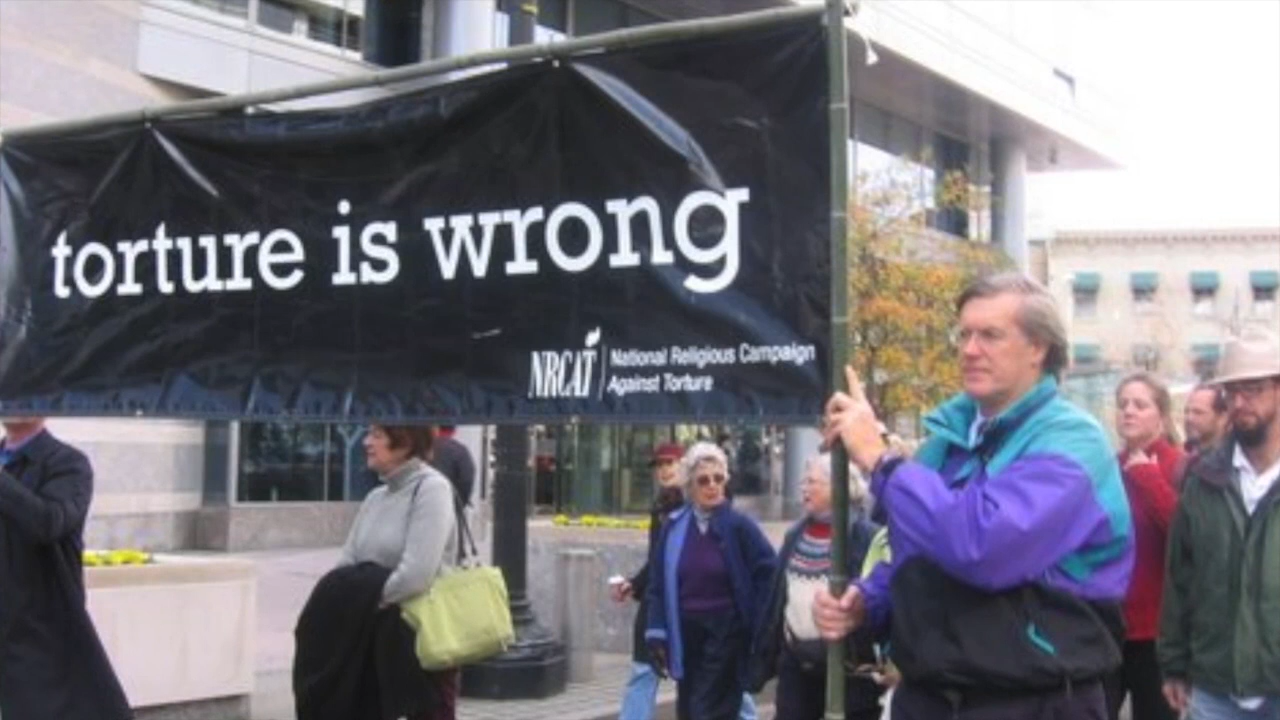 torture is wrong
NRCAT
National Religious Campaign
Against Torture